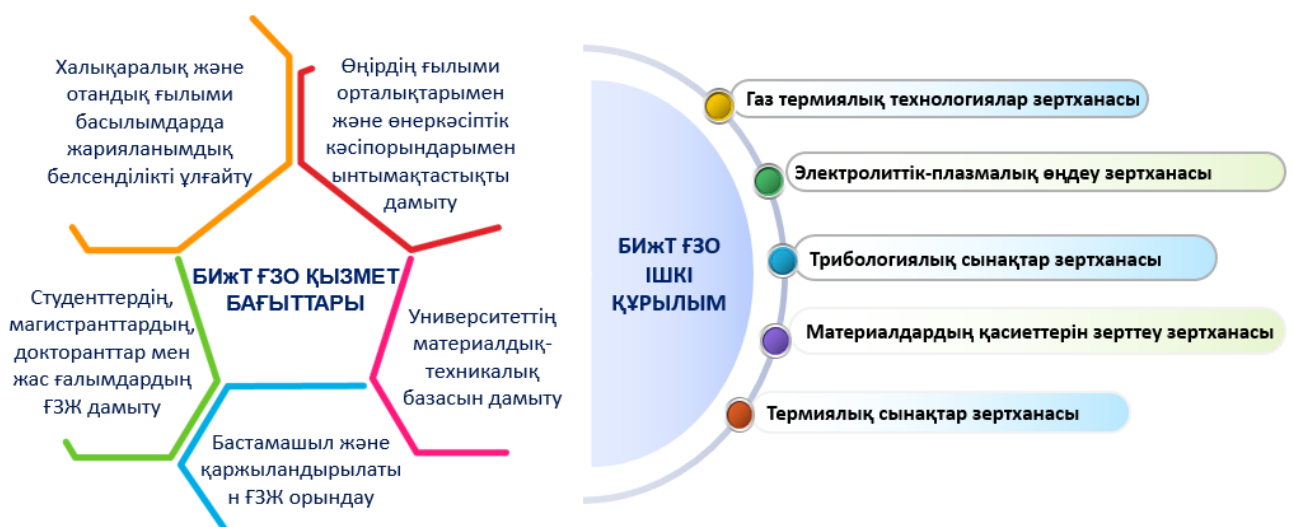 Халықаралық және
отандық ғылыми
басылымдарда
жарияланымдық
белсенділікті ұлғайту
Өңірдің ғылыми
орталықтарымен
және өнеркәсіптік
кәсіпорындарымен
ынтымақтастықты
дамыту
БИжТ ҒЗО ҚЫЗМЕТ
БАҒЫТТАРЫ
Студенттердің,
магистранттардың,
докторанттар мен
жас ғалымдардың
ҒЗЖ дамыту
Университеттің
материалдық-
техникалық
базасын дамыту
Бастамашыл және
қаржыландырылаты
н ҒЗЖ орындау
БИжТ ҒЗО
ІШКІ
ҚҰРЫЛЫМ
Газ термиялық технологиялар зертханасы
Электролиттік-плазмалық өңдеу зертханасы
Трибологиялық сынақтар зертханасы
Материалдардың қасиеттерін зерттеу зертханасы
Термиялық сынақтар зертханасы